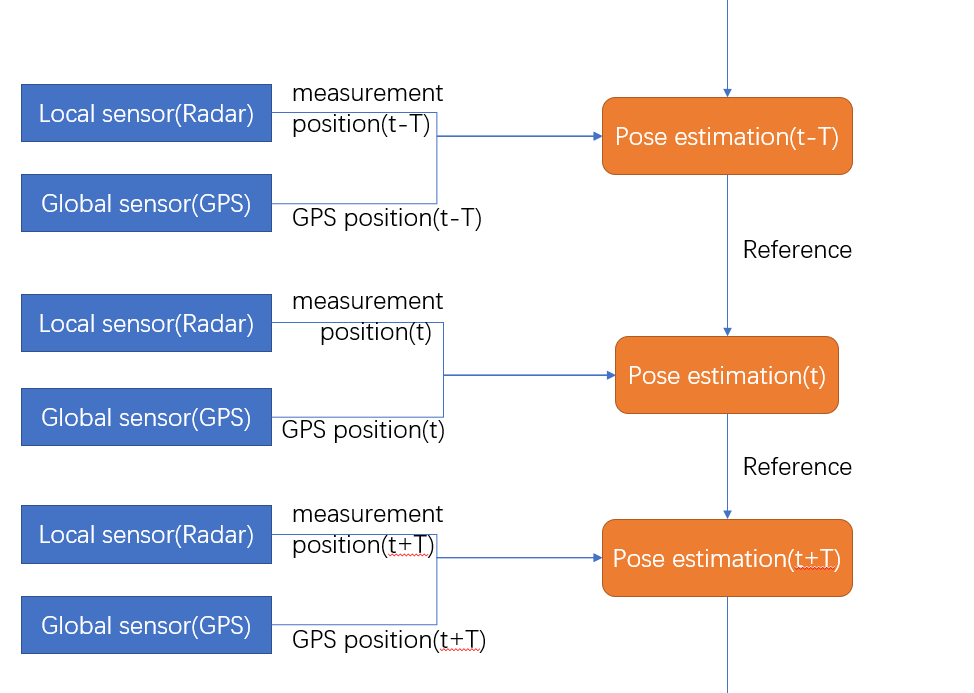 Local sensor(Radar)
measurement
position(t-T)
Global sensor(GPS)
GPS position(t-T)
Pose estimation(t-T)
Reference
Local sensor(Radar)
measurement
position(t)
Global sensor(GPS)
GPS position(t)
Pose estimation(t)
Reference
Local sensor(Radar)
measurement
position(t+T)
Global sensor(GPS)
GPS position(t+T)
Pose estimation(t+T)